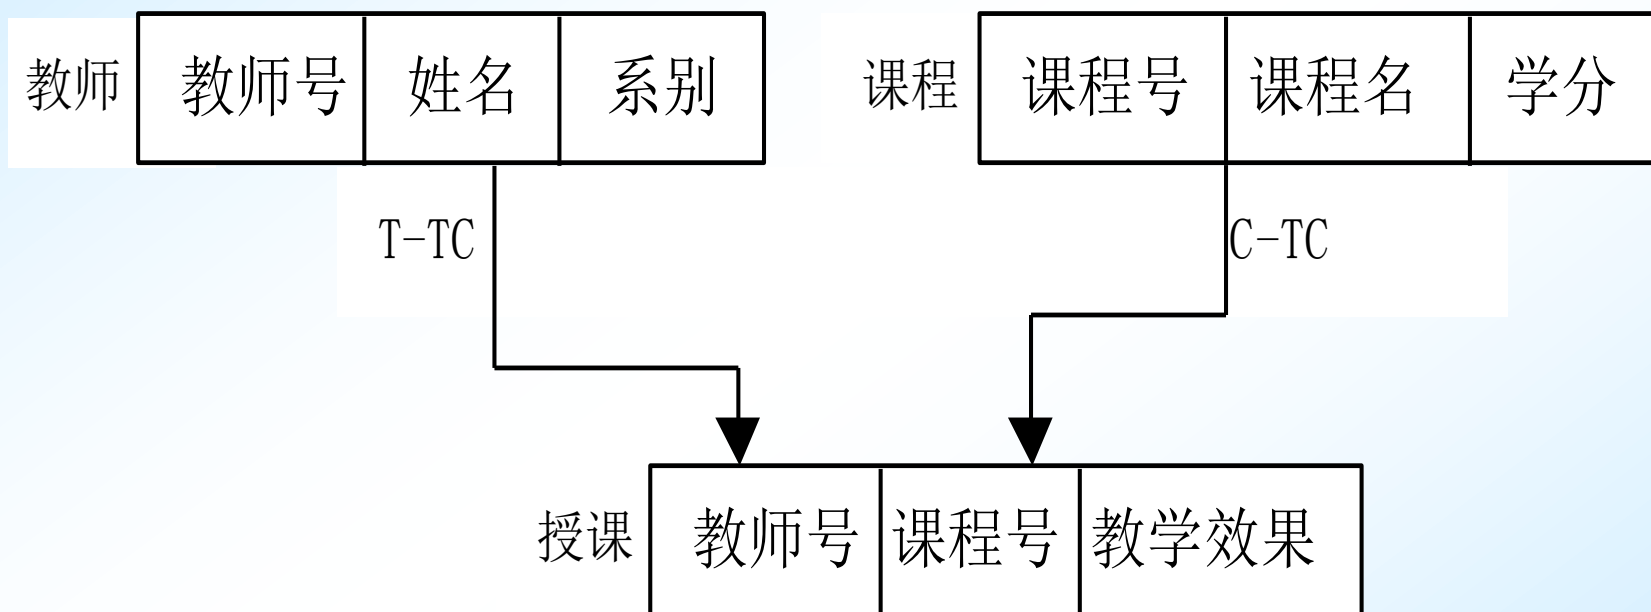 教师 教师号 姓名 系别 课程 课程号 课程名 学分
T-TC C-TC
授课 教师号 课程号 教学效果